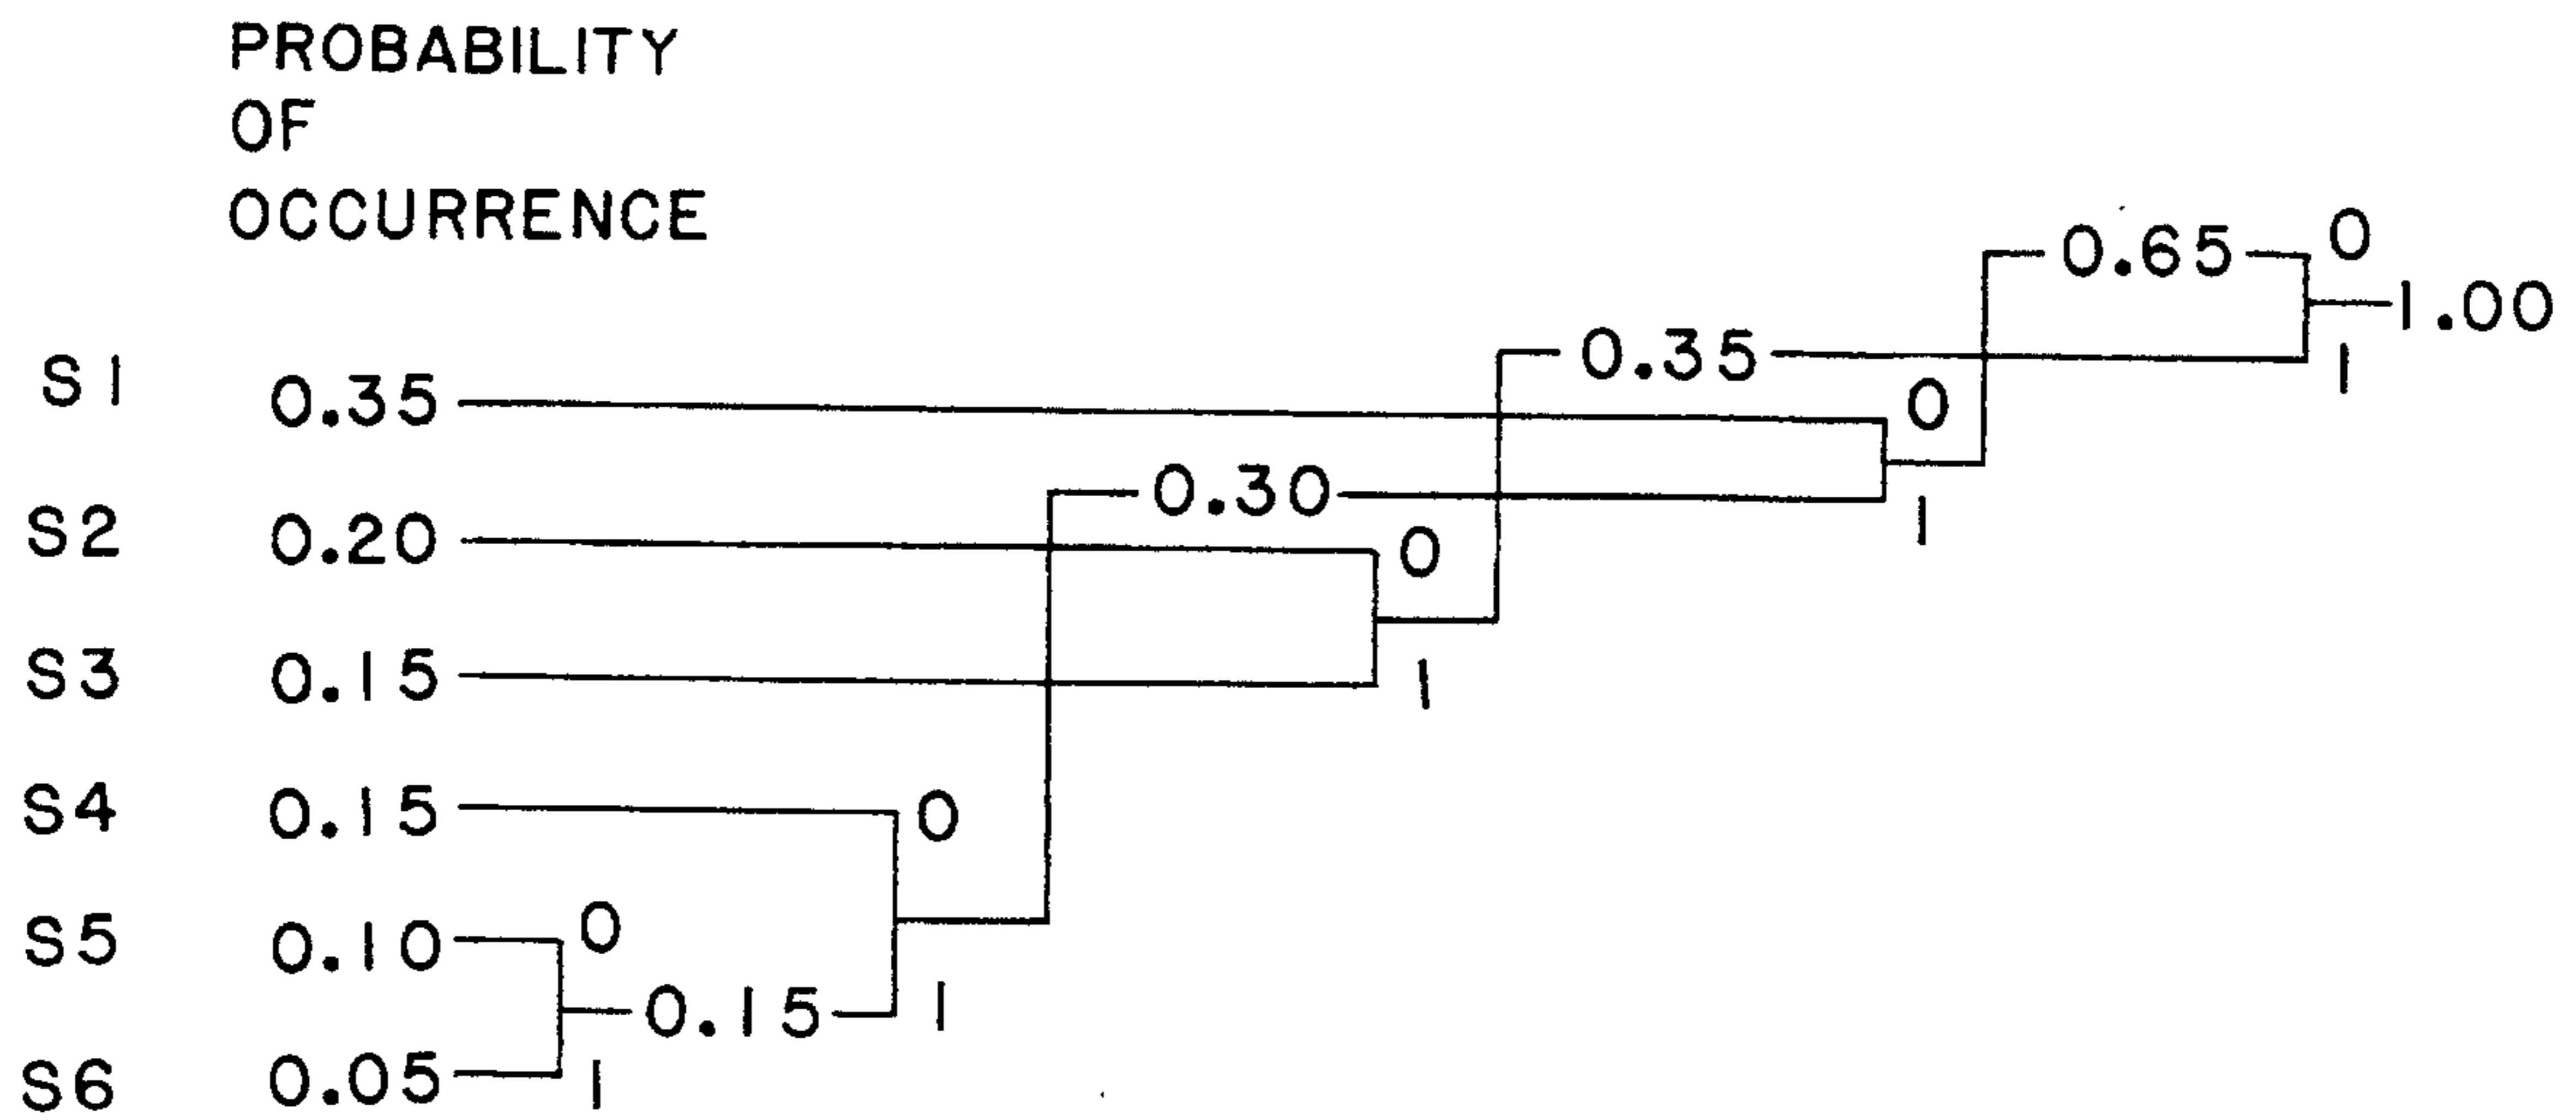 PROBABILITY
OF
OCCURRENCE
0.65 0
1.00
0.35 1
S1 0.35 0
0.30 1
S2 0.20 0
S3 0.15 1
S4 0.15 0
S5 0.10 0
0.15 1
S6 0.05 1